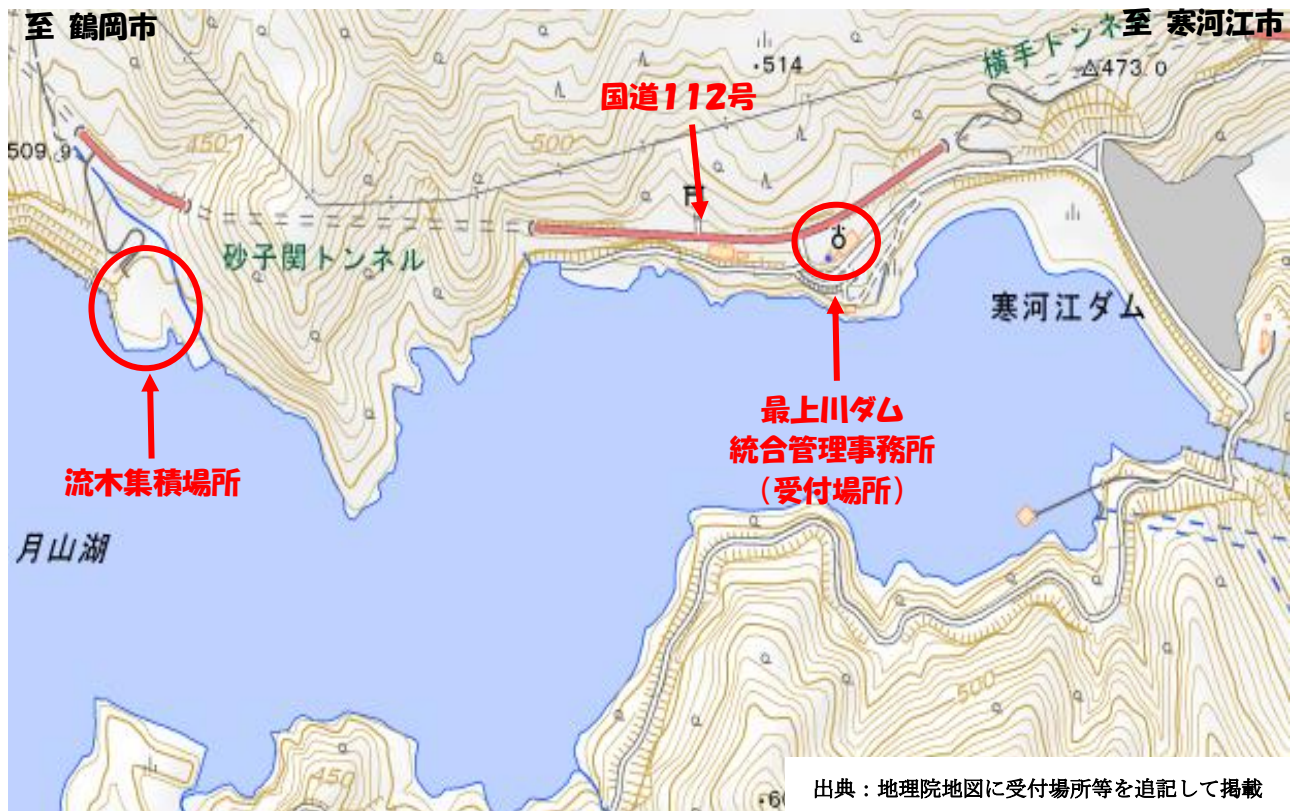 至 鶴岡市
至 寒河江市
横手トンネ
473.0
・514
国道112号
509.9
450
500
砂子関トンネル
寒河江ダム
最上川ダム
統合管理事務所
（受付場所）
流木集積場所
月山湖
500
450
出典：地理院地図に受付場所等を追記して掲載